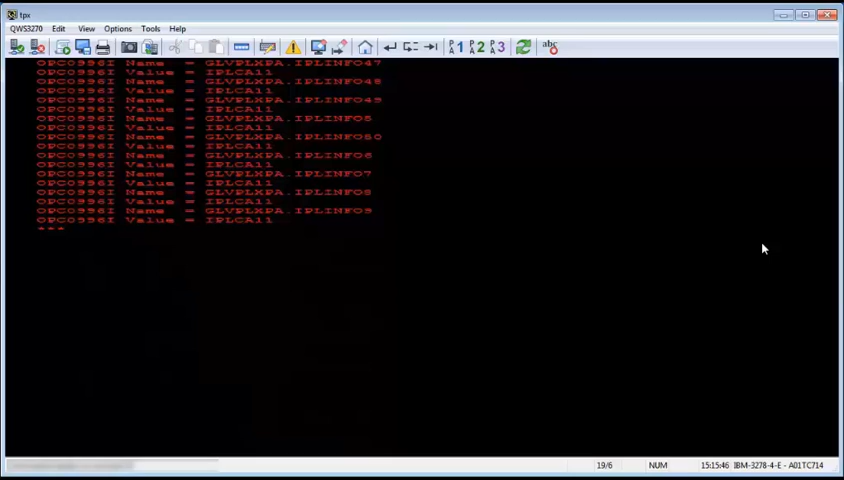 tpx
QWS3270 Edit View Options Tools Help
PA1 PA2 PA3 abc
OPC0996I Name = GLVPLXPA.IPLINFO47
OPC0996I Value = IPLCA11
OPC0996I Name = GLVPLXPA.IPLINFO48
OPC0996I Value = IPLCA11
OPC0996I Name = GLVPLXPA.IPLINFO49
OPC0996I Value = IPLCA11
OPC0996I Name = GLVPLXPA.IPLINFO5
OPC0996I Value = IPLCA11
OPC0996I Name = GLVPLXPA.IPLINFO50
OPC0996I Value = IPLCA11
OPC0996I Name = GLVPLXPA.IPLINFO6
OPC0996I Value = IPLCA11
OPC0996I Name = GLVPLXPA.IPLINFO7
OPC0996I Value = IPLCA11
OPC0996I Name = GLVPLXPA.IPLINFO8
OPC0996I Value = IPLCA11
OPC0996I Name = GLVPLXPA.IPLINFO9
OPC0996I Value = IPLCA11
***
19/6 NUM 15:15:46 IBM-3278-4-E - A01TC714